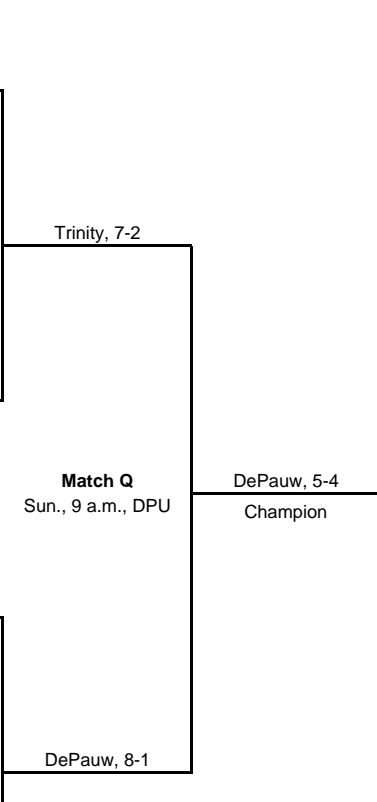 Trinity, 7-2
Match Q
Sun., 9 a.m., DPU
DePauw, 5-4
Champion
DePauw, 8-1